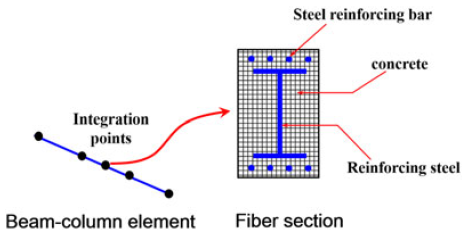 Steel reinforcing bar
concrete
Integration
points
Reinforcing steel
Beam-column element
Fiber section